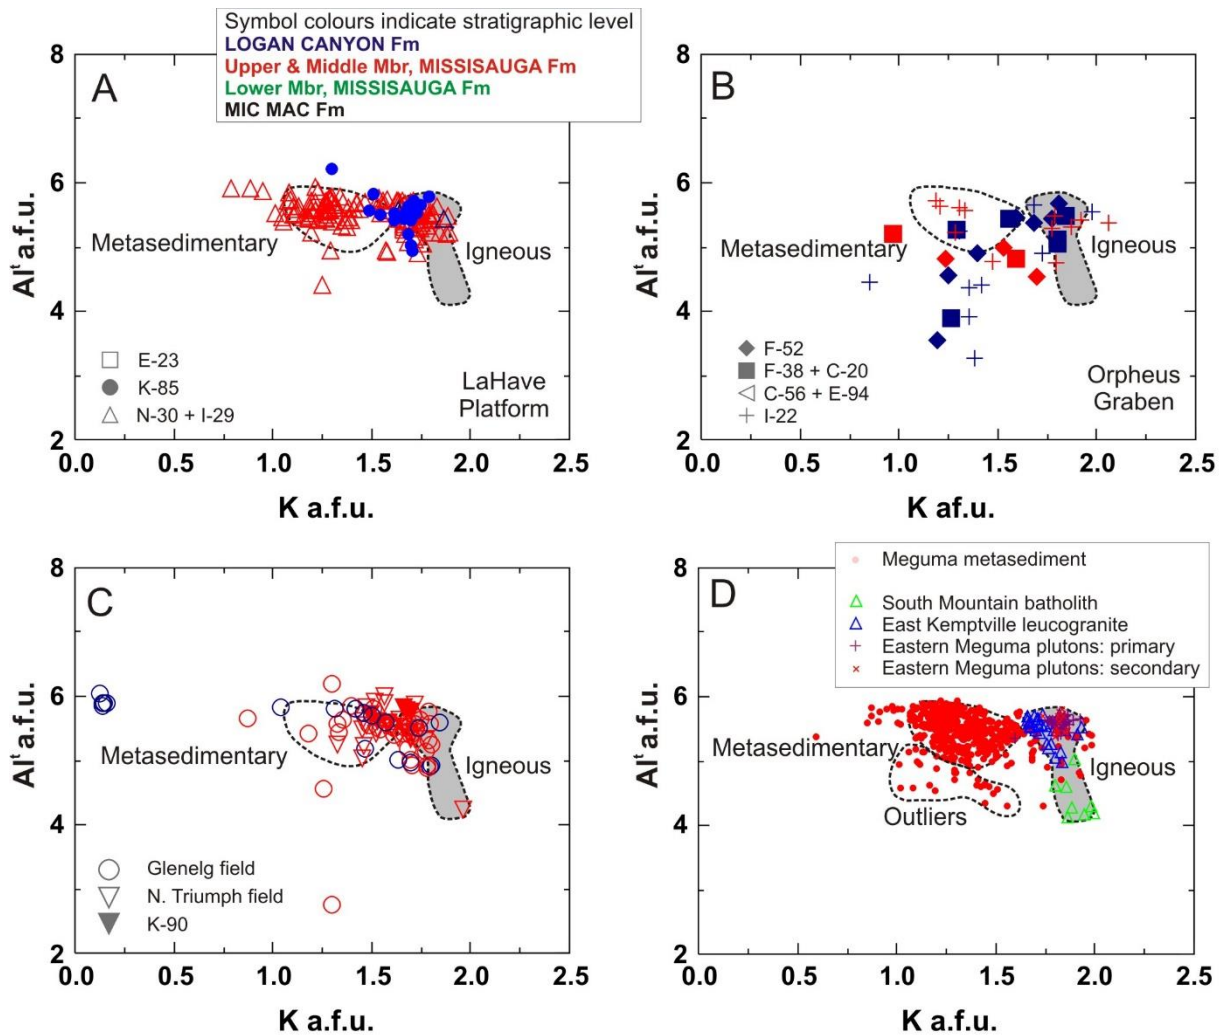 Symbol colours indicate stratigraphic level
LOGAN CANYON Fm
Upper & Middle Mbr, MISSISAUGA Fm
Lower Mbr, MISSISAUGA Fm
MIC MAC Fm
A
8
6
4
2
Alᵗ a.f.u.
Metasedimentary
Igneous
E-23
K-85
N-30 + I-29
LaHave
Platform
0.0 1.0 1.5 2.0 2.5
K a.f.u.
B
8
6
4
2
Alᵗ a.f.u.
Metasedimentary
Igneous
F-52
F-38 + C-20
C-56 + E-94
I-22
Orpheus
Graben
0.0 0.5 1.0 1.5 2.0 2.5
K af.u.
C
8
6
4
2
Alᵗ a.f.u.
Metasedimentary
Igneous
Glenelg field
N. Triumph field
K-90
0.0 0.5 1.0 1.5 2.0 2.5
K a.f.u.
Meguma metasediment
South Mountain batholith
East Kemptville leucogranite
Eastern Meguma plutons: primary
Eastern Meguma plutons: secondary
D
8
6
4
2
Alᵗ a.f.u.
Metasedimentary
Igneous
Outliers
0.0 0.5 1.0 1.5 2.0 2.5
K a.f.u.